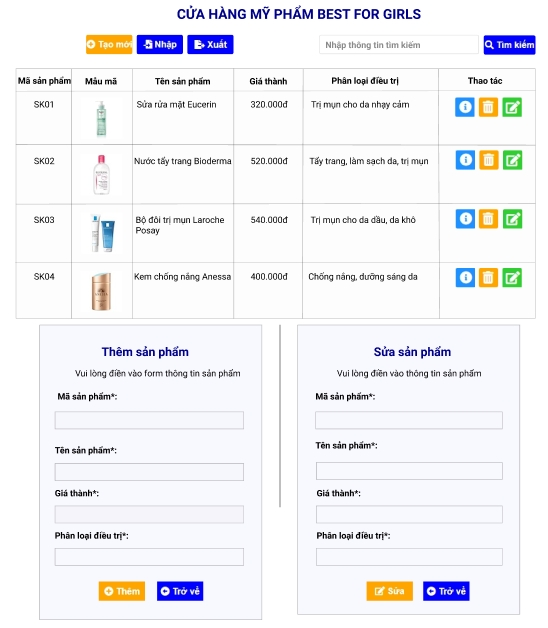 CỬA HÀNG MỸ PHẨM BEST FOR GIRLS
Tạo mới Nhập Xuất Nhập thông tin tìm kiếm Tìm kiếm
Mã sản phẩm Mẫu mã Tên sản phẩm Giá thành Phân loại điều trị Thao tác
SK01 Sửa rửa mặt Eucerin 320.000đ Trị mụn cho da nhạy cảm
SK02 Nước tẩy trang Bioderma 520.000đ Tẩy trang, làm sạch da, trị mụn
SK03 Bộ đôi trị mụn Laroche 540.000đ Trị mụn cho da dầu, da khô
Posay
SK04 Kem chống nắng Anessa 400.000đ Chống nắng, dưỡng sáng da
Thêm sản phẩm
Vui lòng điền vào form thông tin sản phẩm
Mã sản phẩm*:
Tên sản phẩm*:
Giá thành*:
Phân loại điều trị*:
Thêm Trở về
Sửa sản phẩm
Vui lòng điền vào thông tin sản phẩm
Mã sản phẩm*:
Tên sản phẩm*:
Giá thành*:
Phân loại điều trị*:
Sửa Trở về